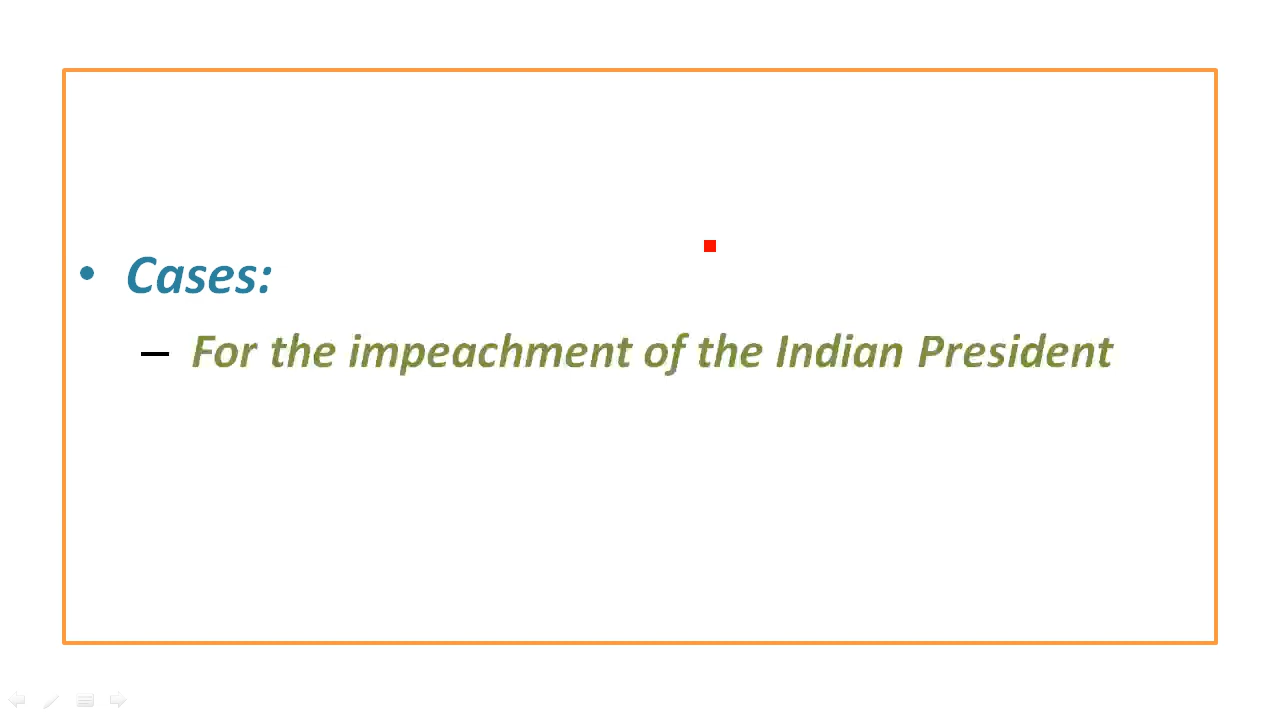 • Cases:
– For the impeachment of the Indian President